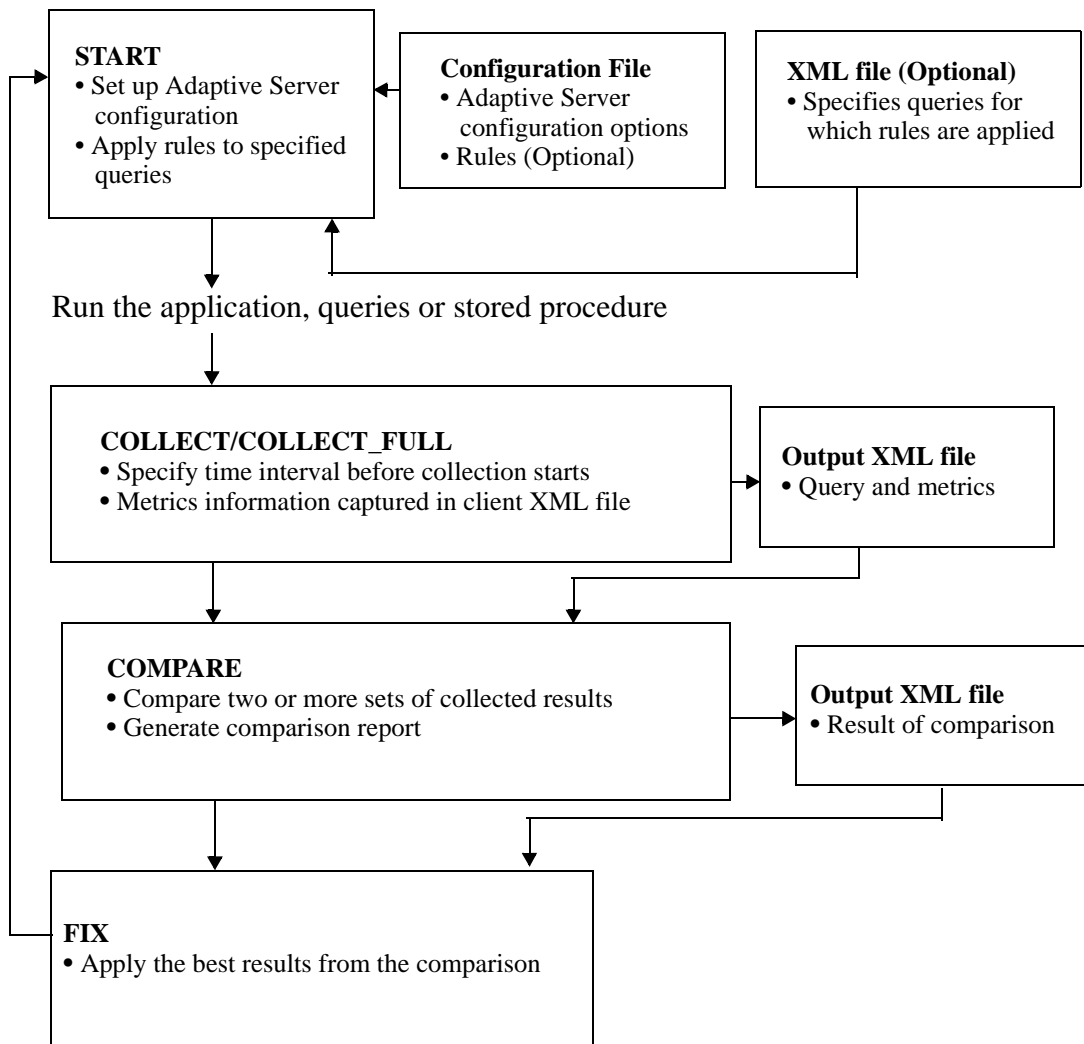 START
• Set up Adaptive Server
configuration
• Apply rules to specified
queries
Configuration File
• Adaptive Server
configuration options
• Rules (Optional)
XML file (Optional)
• Specifies queries for
which rules are applied
Run the application, queries or stored procedure
COLLECT/COLLECT_FULL
• Specify time interval before collection starts
• Metrics information captured in client XML file
Output XML file
• Query and metrics
COMPARE
• Compare two or more sets of collected results
• Generate comparison report
Output XML file
• Result of comparison
FIX
• Apply the best results from the comparison